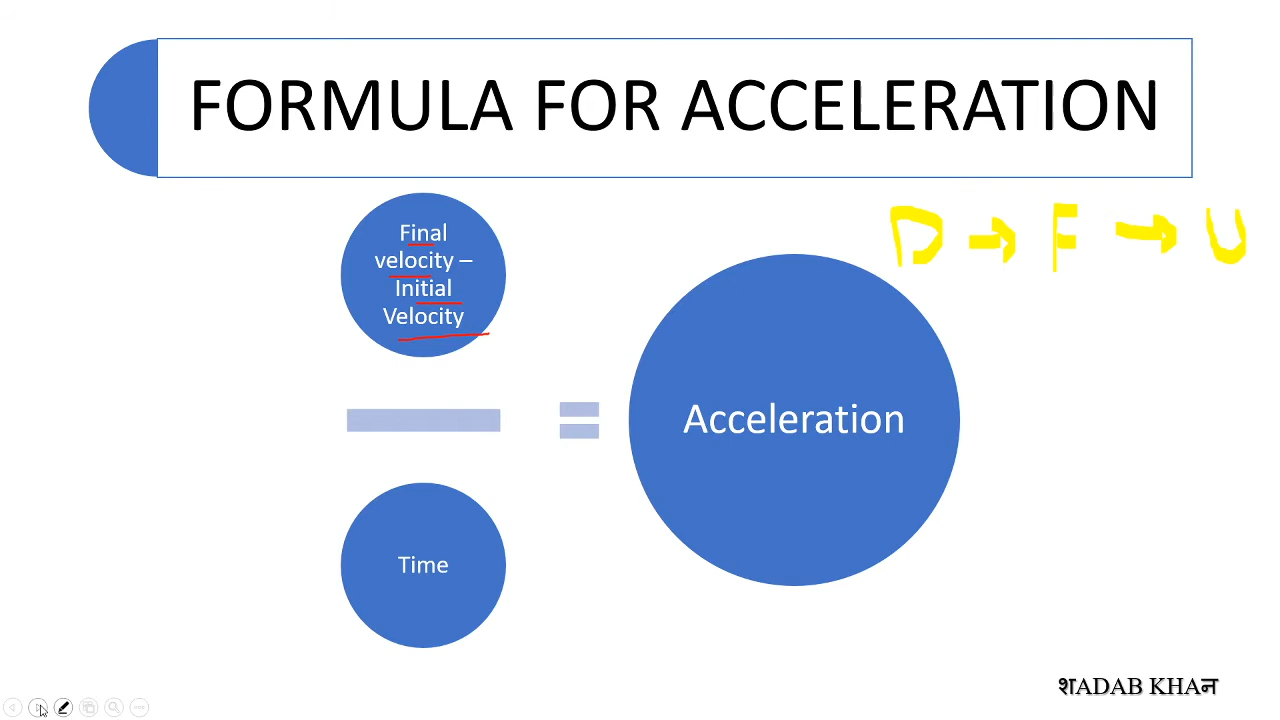 FORMULA FOR ACCELERATION
D → F → U
Final
velocity –
Initial
Velocity
=
Acceleration
Time
शADAB KHAन